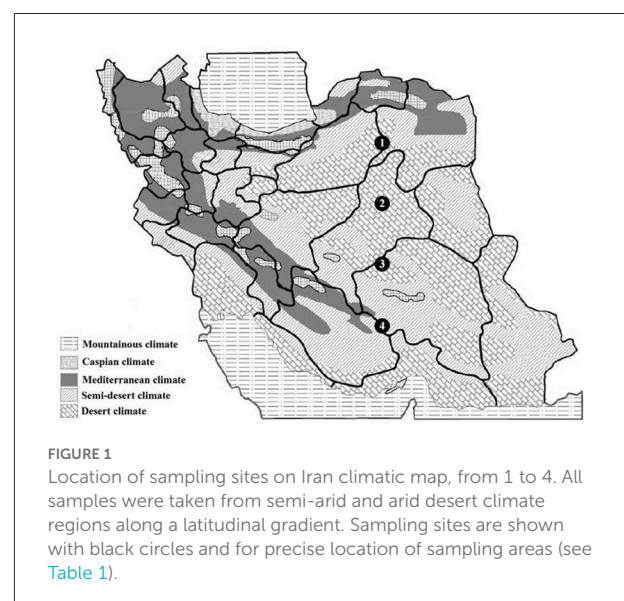 1
2
3
4
Mountainous climate
Caspian climate
Mediterranean climate
Semi-desert climate
Desert climate
FIGURE 1
Location of sampling sites on Iran climatic map, from 1 to 4. All
samples were taken from semi-arid and arid desert climate
regions along a latitudinal gradient. Sampling sites are shown
with black circles and for precise location of sampling areas (see
Table 1).